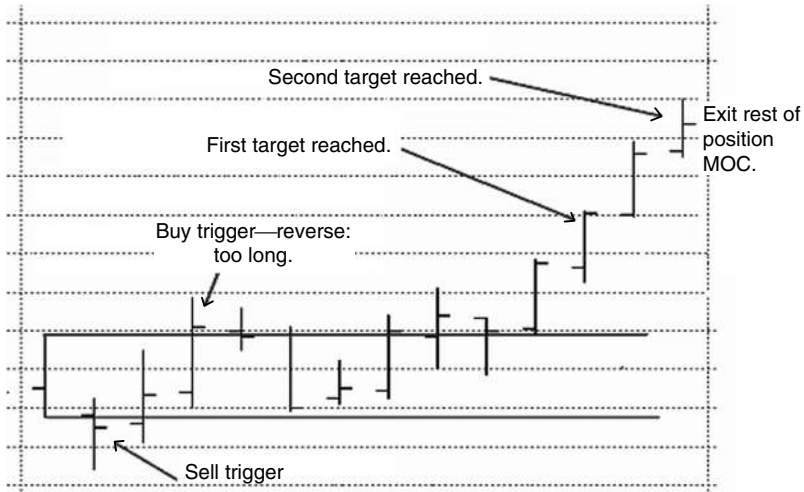 Second target reached.
Exit rest of
position
MOC.
First target reached.
Buy trigger—reverse:
too long.
Sell trigger